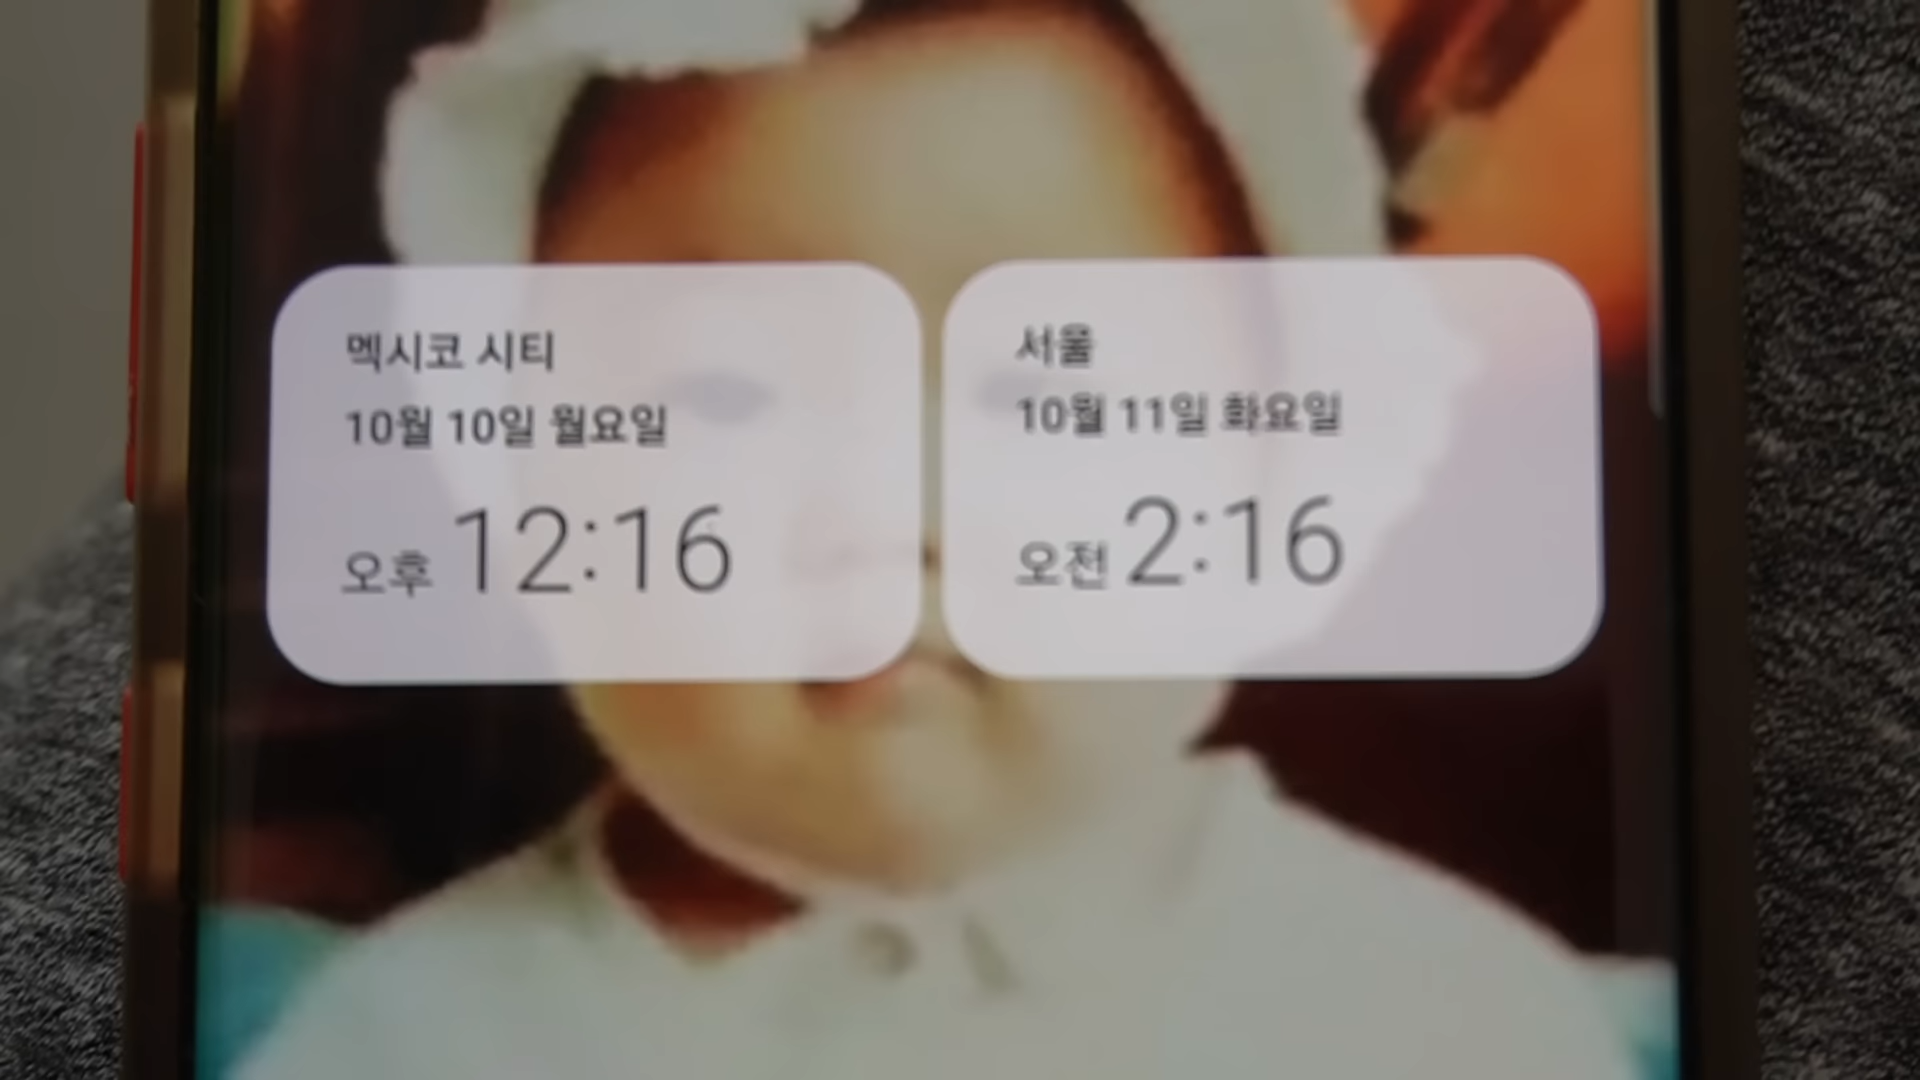 멕시코 시티
10월 10일 월요일
오후 12:16
서울
10월 11일 화요일
오전 2:16